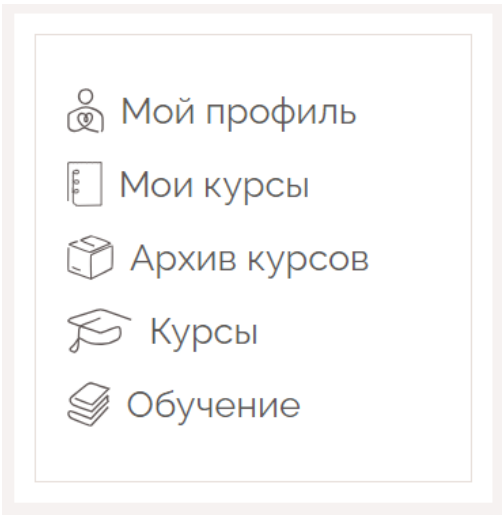 Мой профиль
Мои курсы
Архив курсов
Курсы
Обучение